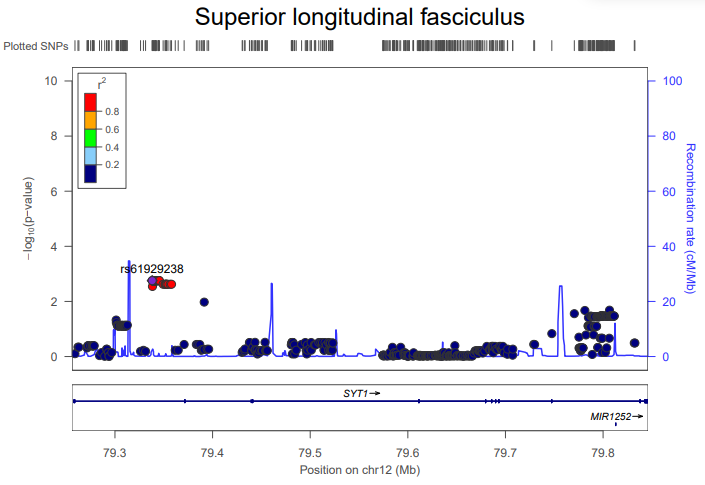 Superior longitudinal fasciculus
Plotted SNPs
10 100
r²
0.8
0.6
0.4
0.2
8 80
6 60
4 40
2 20
0 0
−log10(p−value)
Recombination rate (cM/Mb)
rs61929238
SYT1→
MIR1252→
79.3 79.4 79.5 79.6 79.7 79.8
Position on chr12 (Mb)